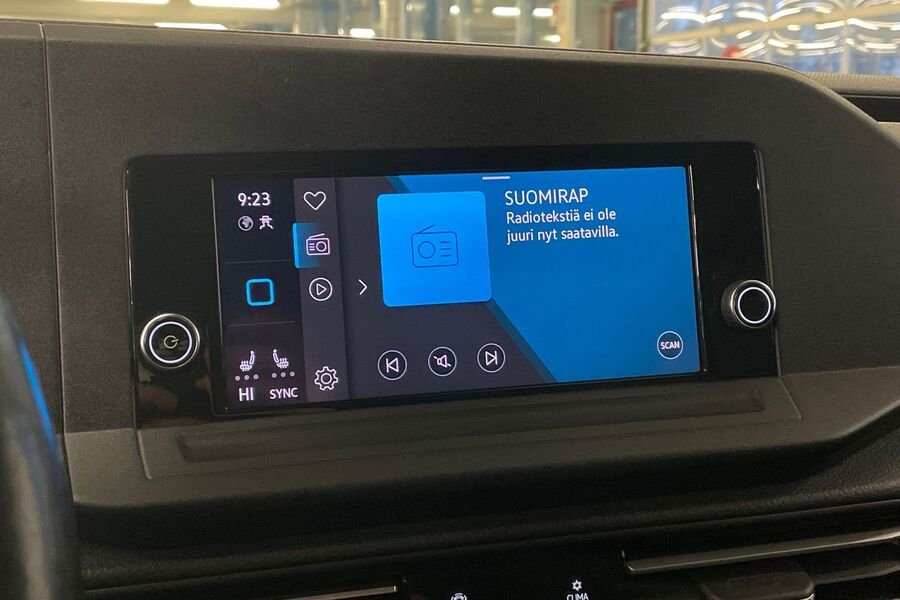 9:23
SUOMIRAP
Radiotekstiä ei ole
juuri nyt saatavilla.
SCAN
HI SYNC
CLIMA